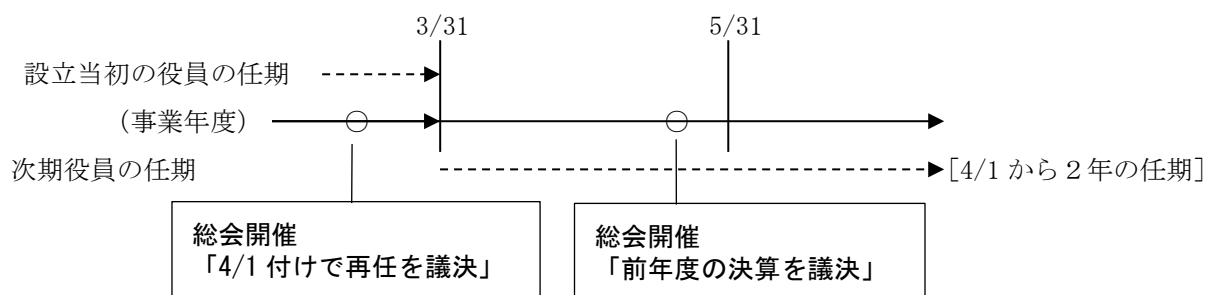 3/31
5/31
設立当初の役員の任期
（事業年度）
次期役員の任期
［4/1 から２年の任期］
総会開催
「4/1 付けで再任を議決」
総会開催
「前年度の決算を議決」